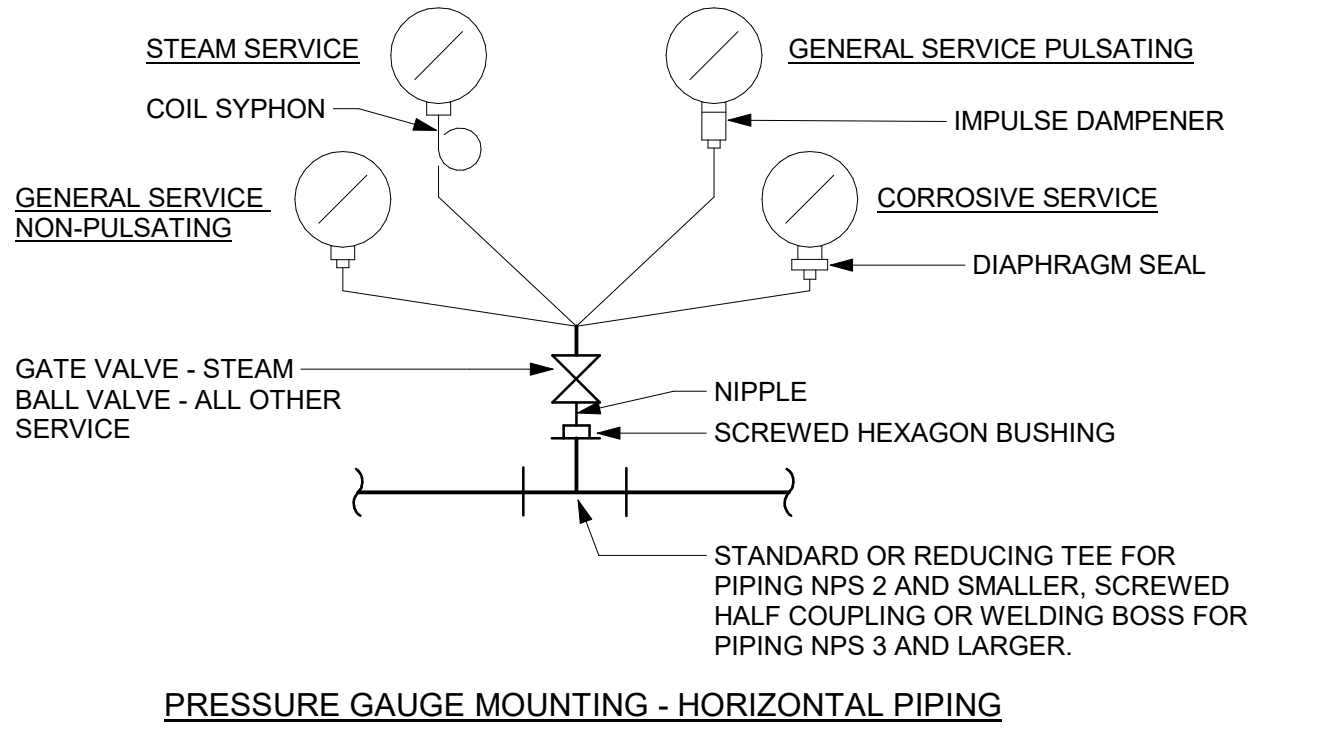 STEAM SERVICE
GENERAL SERVICE PULSATING
COIL SYPHON
IMPULSE DAMPENER
GENERAL SERVICE
NON-PULSATING
CORROSIVE SERVICE
DIAPHRAGM SEAL
GATE VALVE - STEAM
BALL VALVE - ALL OTHER
SERVICE
NIPPLE
SCREWED HEXAGON BUSHING
STANDARD OR REDUCING TEE FOR
PIPING NPS 2 AND SMALLER, SCREWED
HALF COUPLING OR WELDING BOSS FOR
PIPING NPS 3 AND LARGER.
PRESSURE GAUGE MOUNTING - HORIZONTAL PIPING